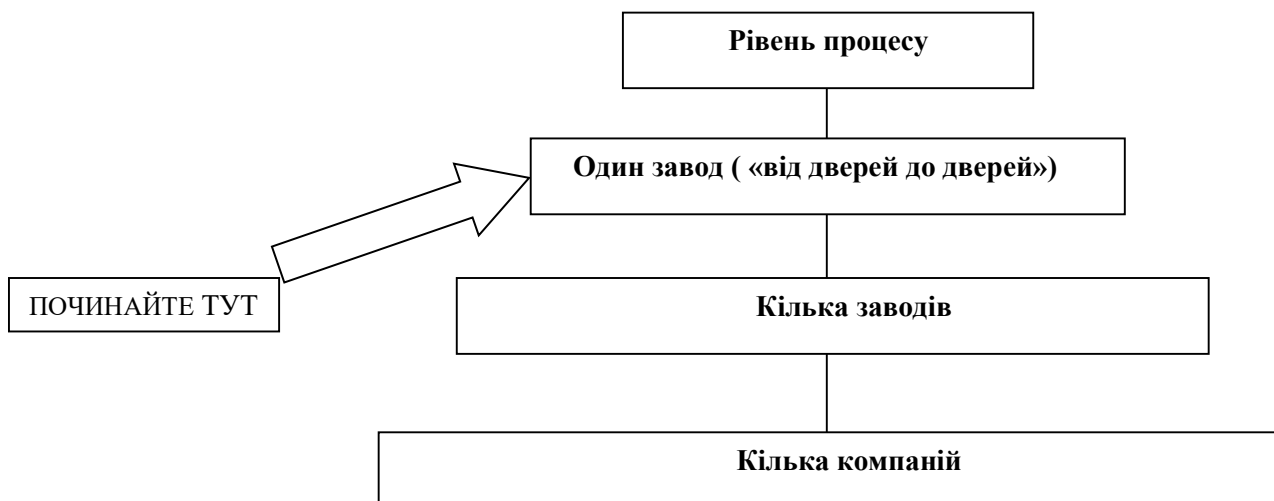 Рівень процесу
Один завод ( «від дверей до дверей»)
ПОЧИНАЙТЕ ТУТ
Кілька заводів
Кілька компаній